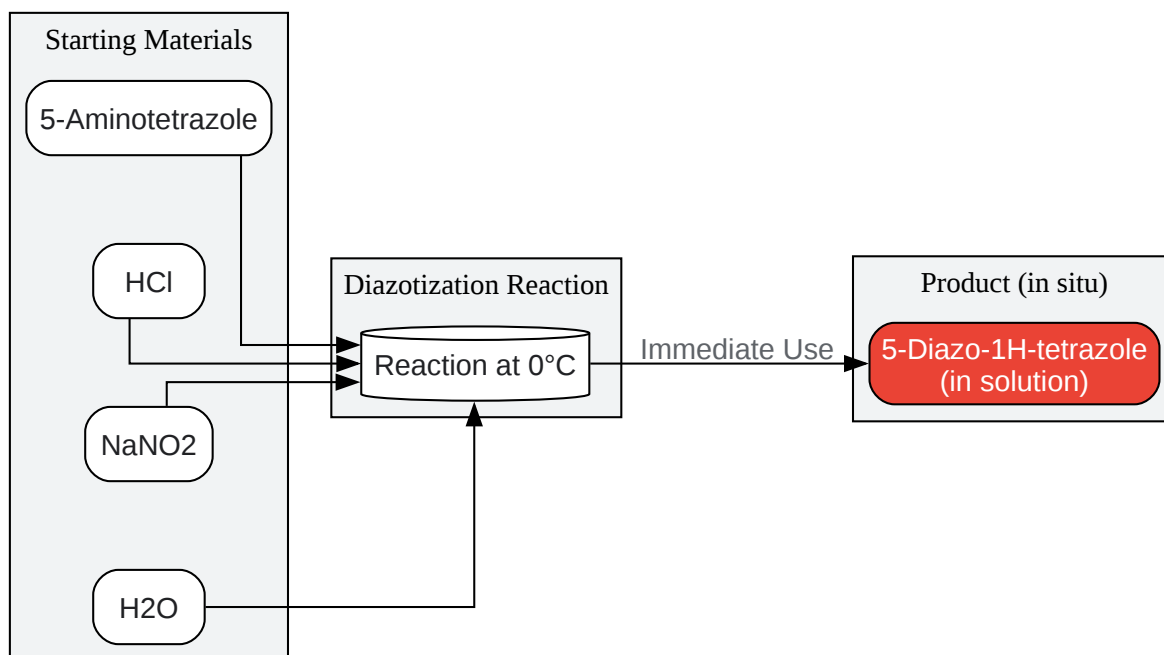 Starting Materials
5-Aminotetrazole
HCl
NaNO2
H2O
Diazotization Reaction
Reaction at 0°C
Immediate Use
Product (in situ)
5-Diazo-1H-tetrazole
(in solution)